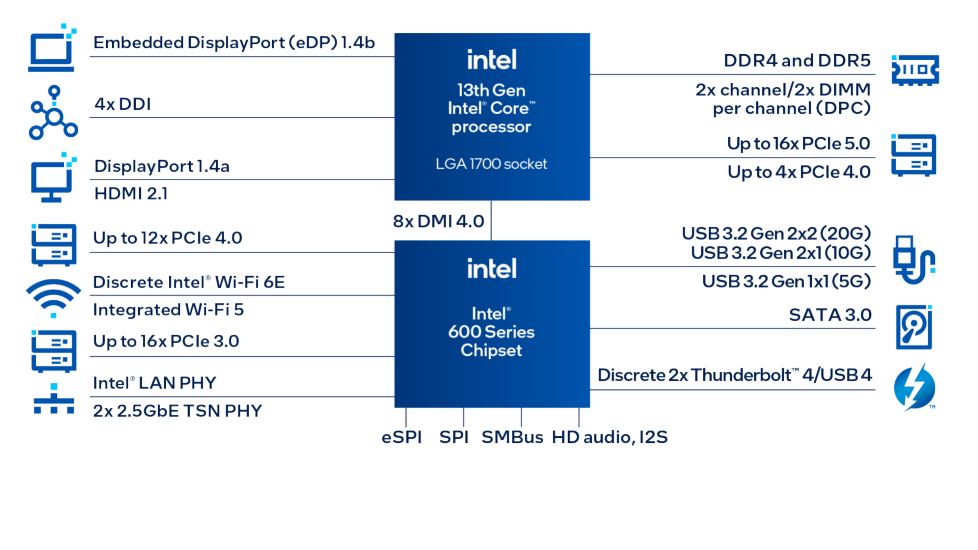 Embedded DisplayPort (eDP) 1.4b
4x DDI
DisplayPort 1.4a
HDMI 2.1
intel
13th Gen
Intel® Core™
processor
LGA 1700 socket
DDR4 and DDR5
2x channel/2x DIMM
per channel (DPC)
Up to 16x PCIe 5.0
Up to 4x PCIe 4.0
8x DMI 4.0
Up to 12x PCIe 4.0
Discrete Intel® Wi-Fi 6E
Integrated Wi-Fi 5
Up to 16x PCIe 3.0
Intel® LAN PHY
2x 2.5GbE TSN PHY
intel
Intel®
600 Series
Chipset
USB 3.2 Gen 2x2 (20G)
USB 3.2 Gen 2x1 (10G)
USB 3.2 Gen 1x1 (5G)
SATA 3.0
Discrete 2x Thunderbolt™ 4/USB 4
™
eSPI SPI SMBus HD audio, I2S